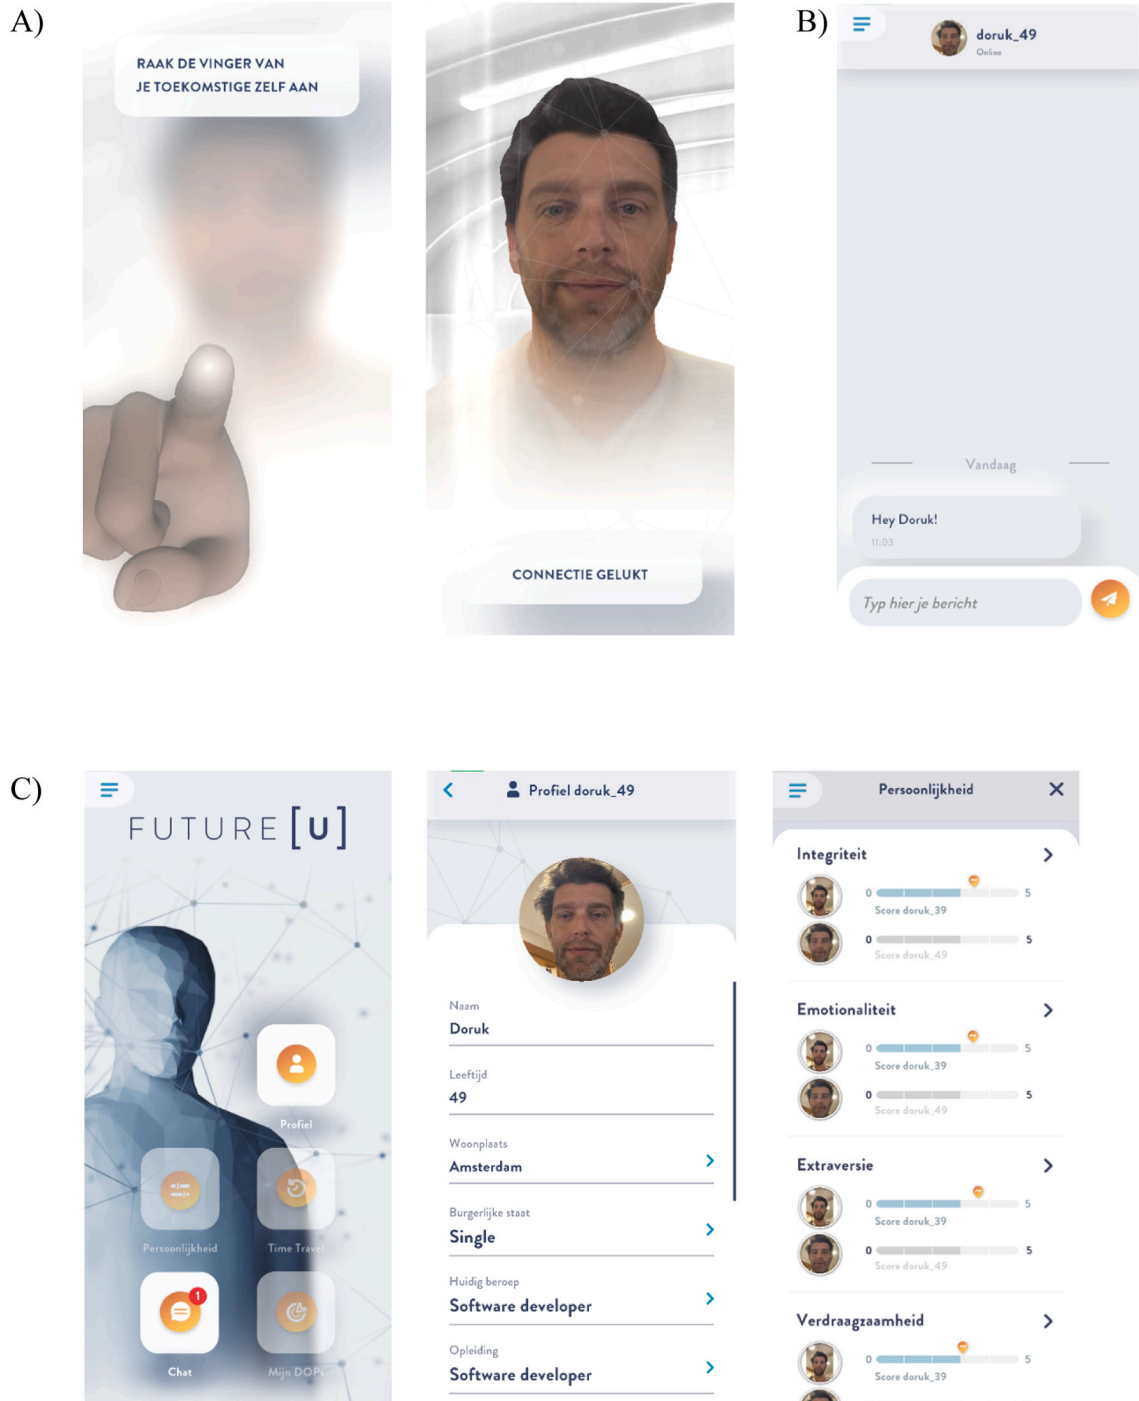 A)
RAAK DE VINGER VAN
JE TOEKOMSTIGE ZELF AAN
CONNECTIE GELUKT
B)
doruk_49
Online
Vandaag
Hey Doruk!
11:03
Typ hier je bericht
C)
FUTURE [U]
Profiel
Persoonlijkheid
Time Travel
1
Chat
Mijn DOPs
Profiel doruk_49
Naam
Doruk
Leeftijd
49
Woonplaats
Amsterdam
Burgerlijke staat
Single
Huidig beroep
Software developer
Opleiding
Software developer
Persoonlijkheid
Integriteit
0 5
Score doruk_39
0 5
Score doruk_49
Emotionaliteit
0 5
Score doruk_39
0 5
Score doruk_49
Extraversie
0 5
Score doruk_39
0 5
Score doruk_49
Verdraagzaamheid
0 5
Score doruk_39